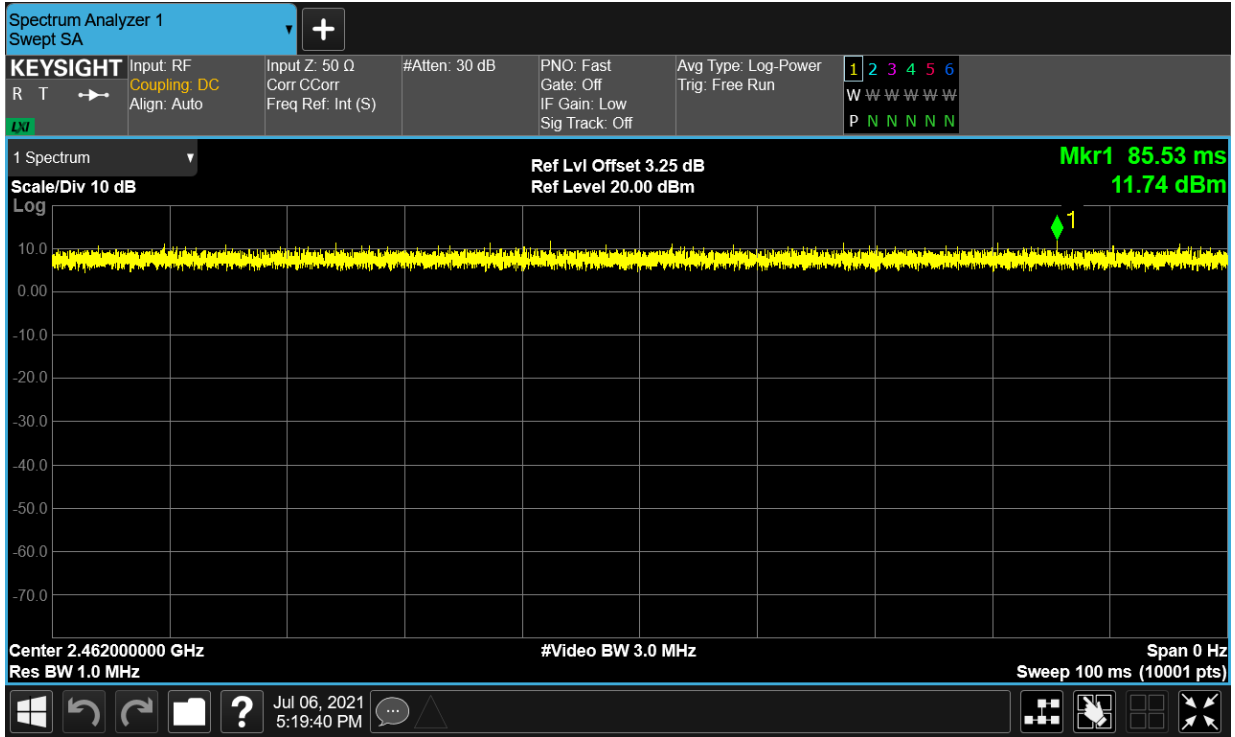 Spectrum Analyzer 1
Swept SA
KEYSIGHT
R T
LXI
Input: RF
Coupling: DC
Align: Auto
Input Z: 50 Ω
Corr CCorr
Freq Ref: Int (S)
#Atten: 30 dB
PNO: Fast
Gate: Off
IF Gain: Low
Sig Track: Off
Avg Type: Log-Power
Trig: Free Run
1 2 3 4 5 6
W W W W W W
P N N N N N
1 Spectrum
Scale/Div 10 dB
Log
Ref Lvl Offset 3.25 dB
Ref Level 20.00 dBm
Mkr1 85.53 ms
11.74 dBm
1
10.0
0.00
-10.0
-20.0
-30.0
-40.0
-50.0
-60.0
-70.0
Center 2.462000000 GHz
#Video BW 3.0 MHz
Span 0 Hz
Res BW 1.0 MHz
Sweep 100 ms (10001 pts)
?
Jul 06, 2021
5:19:40 PM